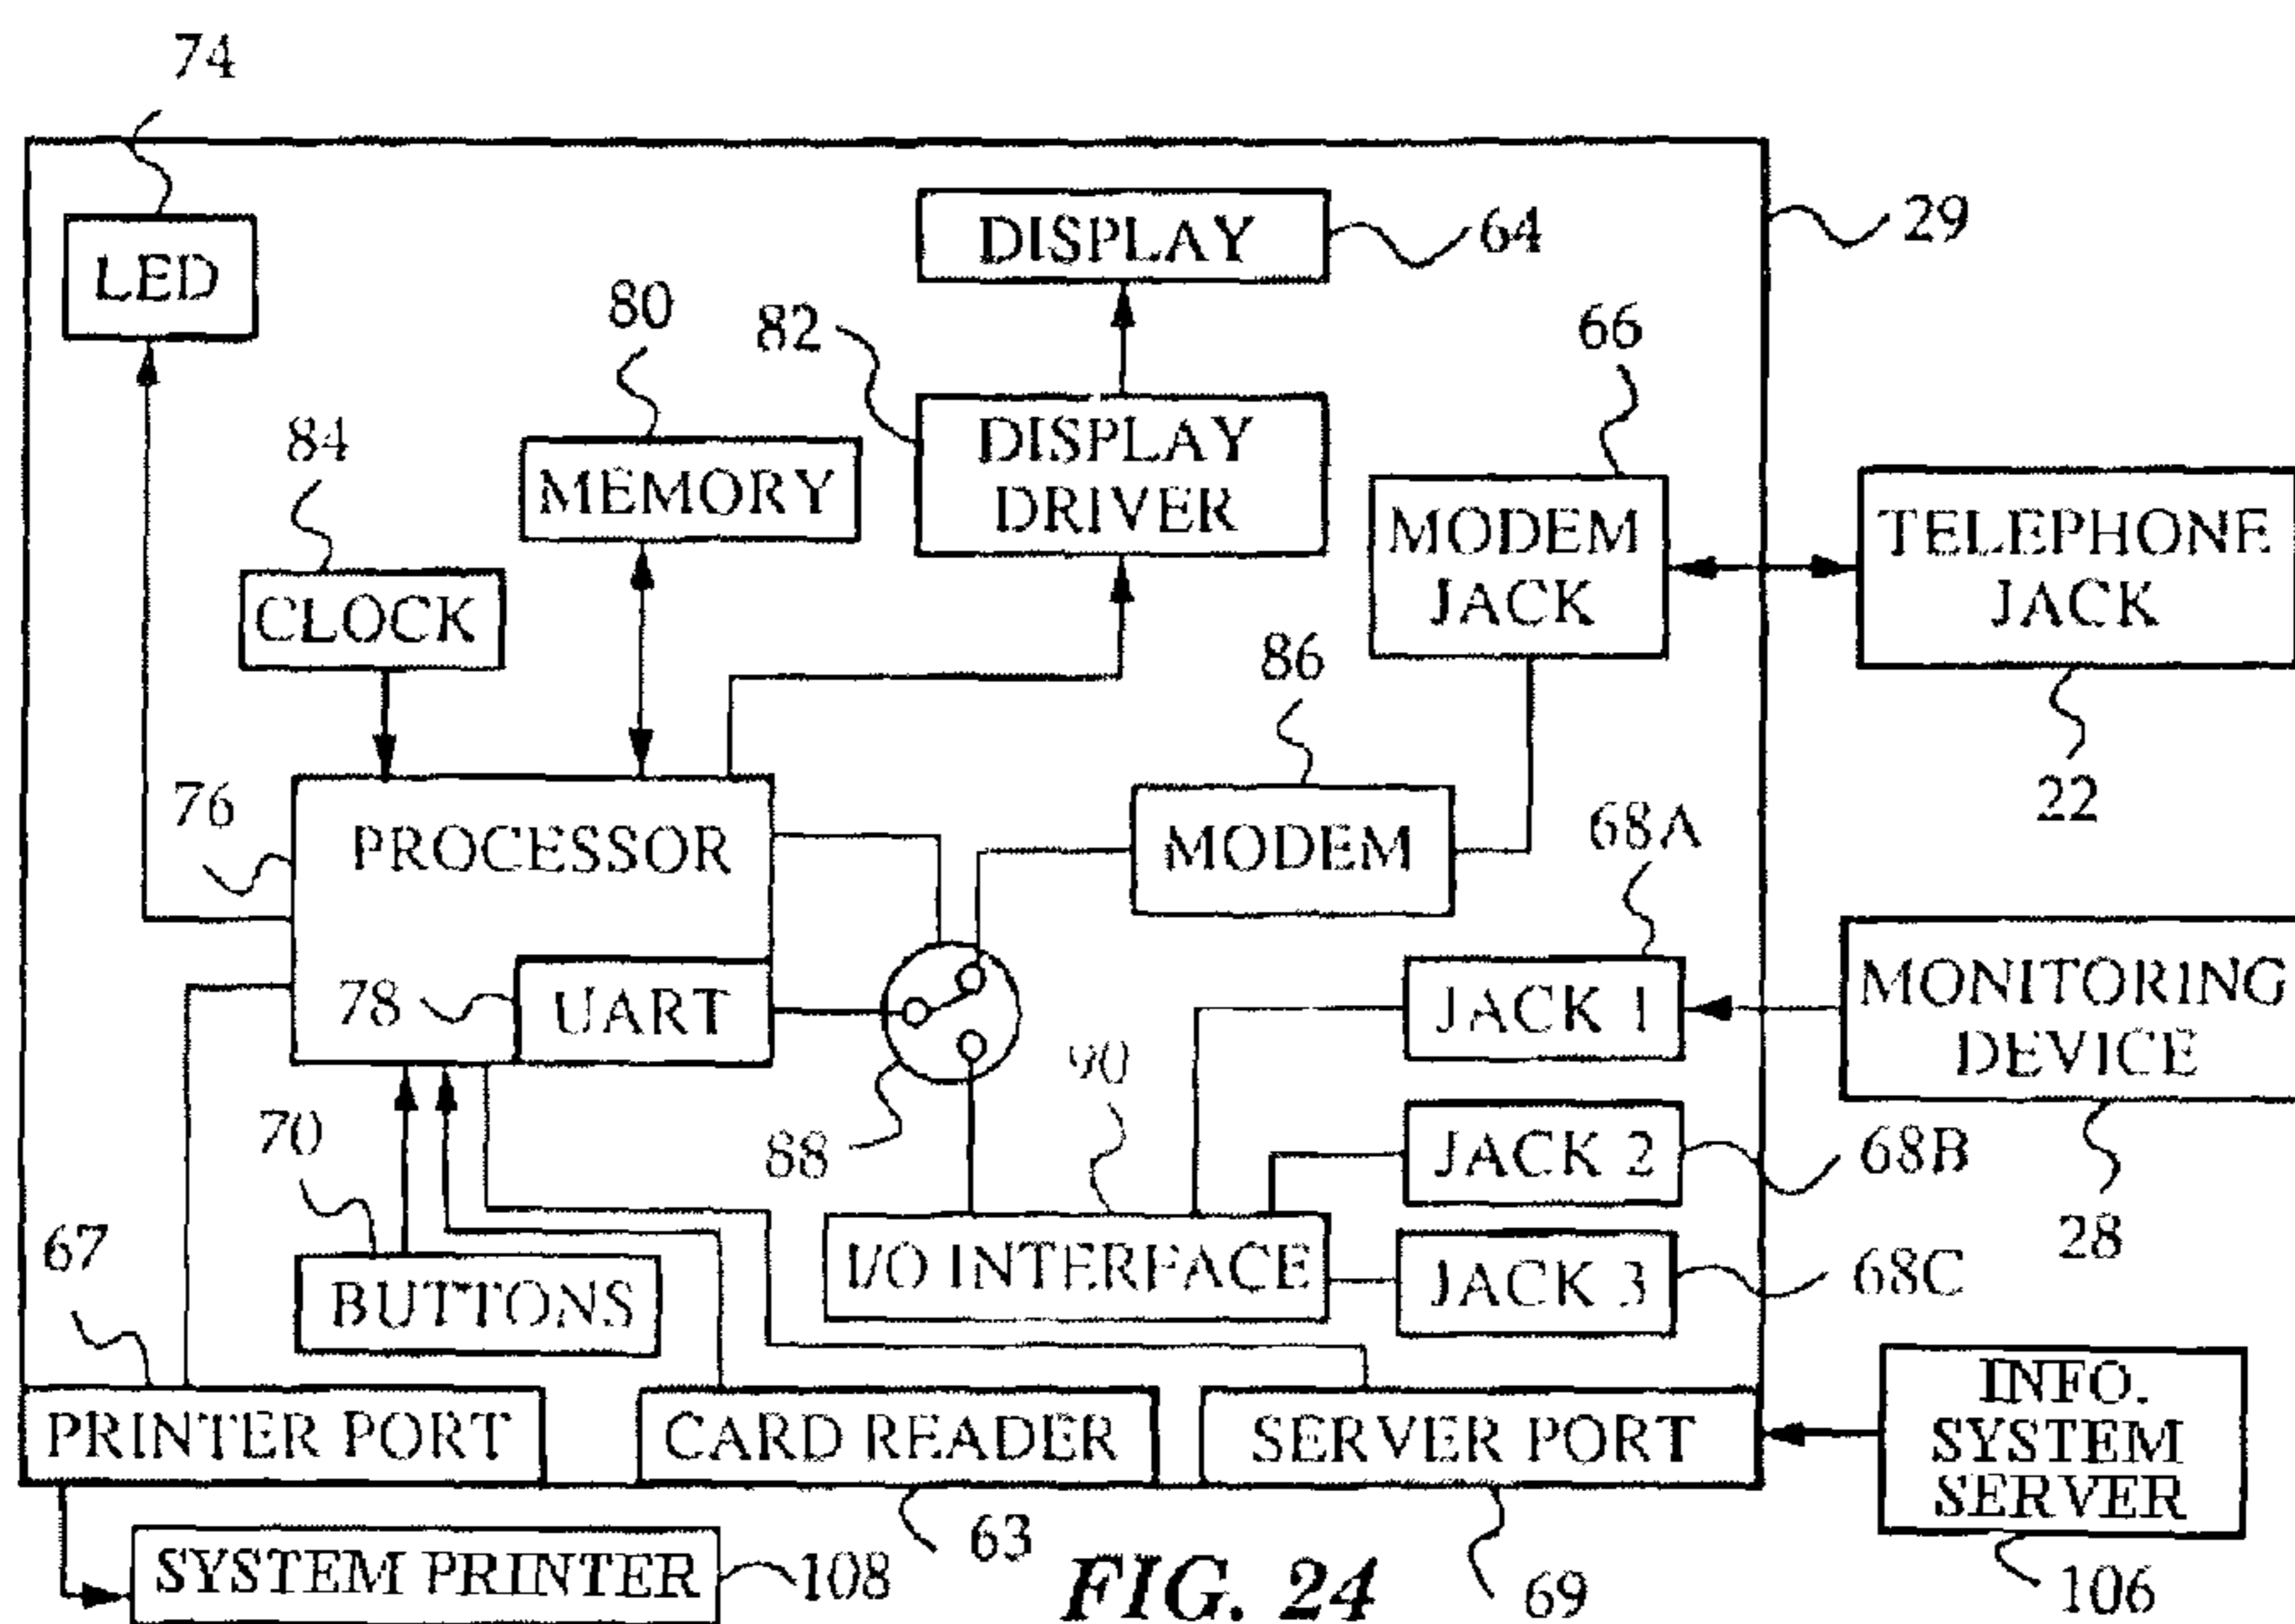 74
LED
DISPLAY
64
29
80
82
66
84
MEMORY
DISPLAY
DRIVER
MODEM
JACK
TELEPHONE
JACK
CLOCK
86
22
76
PROCESSOR
MODEM
68A
78
UART
JACK 1
MONITORING
DEVICE
90
70
88
JACK 2
68B
28
67
BUTTONS
I/O INTERFACE
JACK 3
68C
PRINTER PORT
CARD READER
SERVER PORT
INFO.
SYSTEM
SERVER
SYSTEM PRINTER
108
63
FIG. 24
69
106